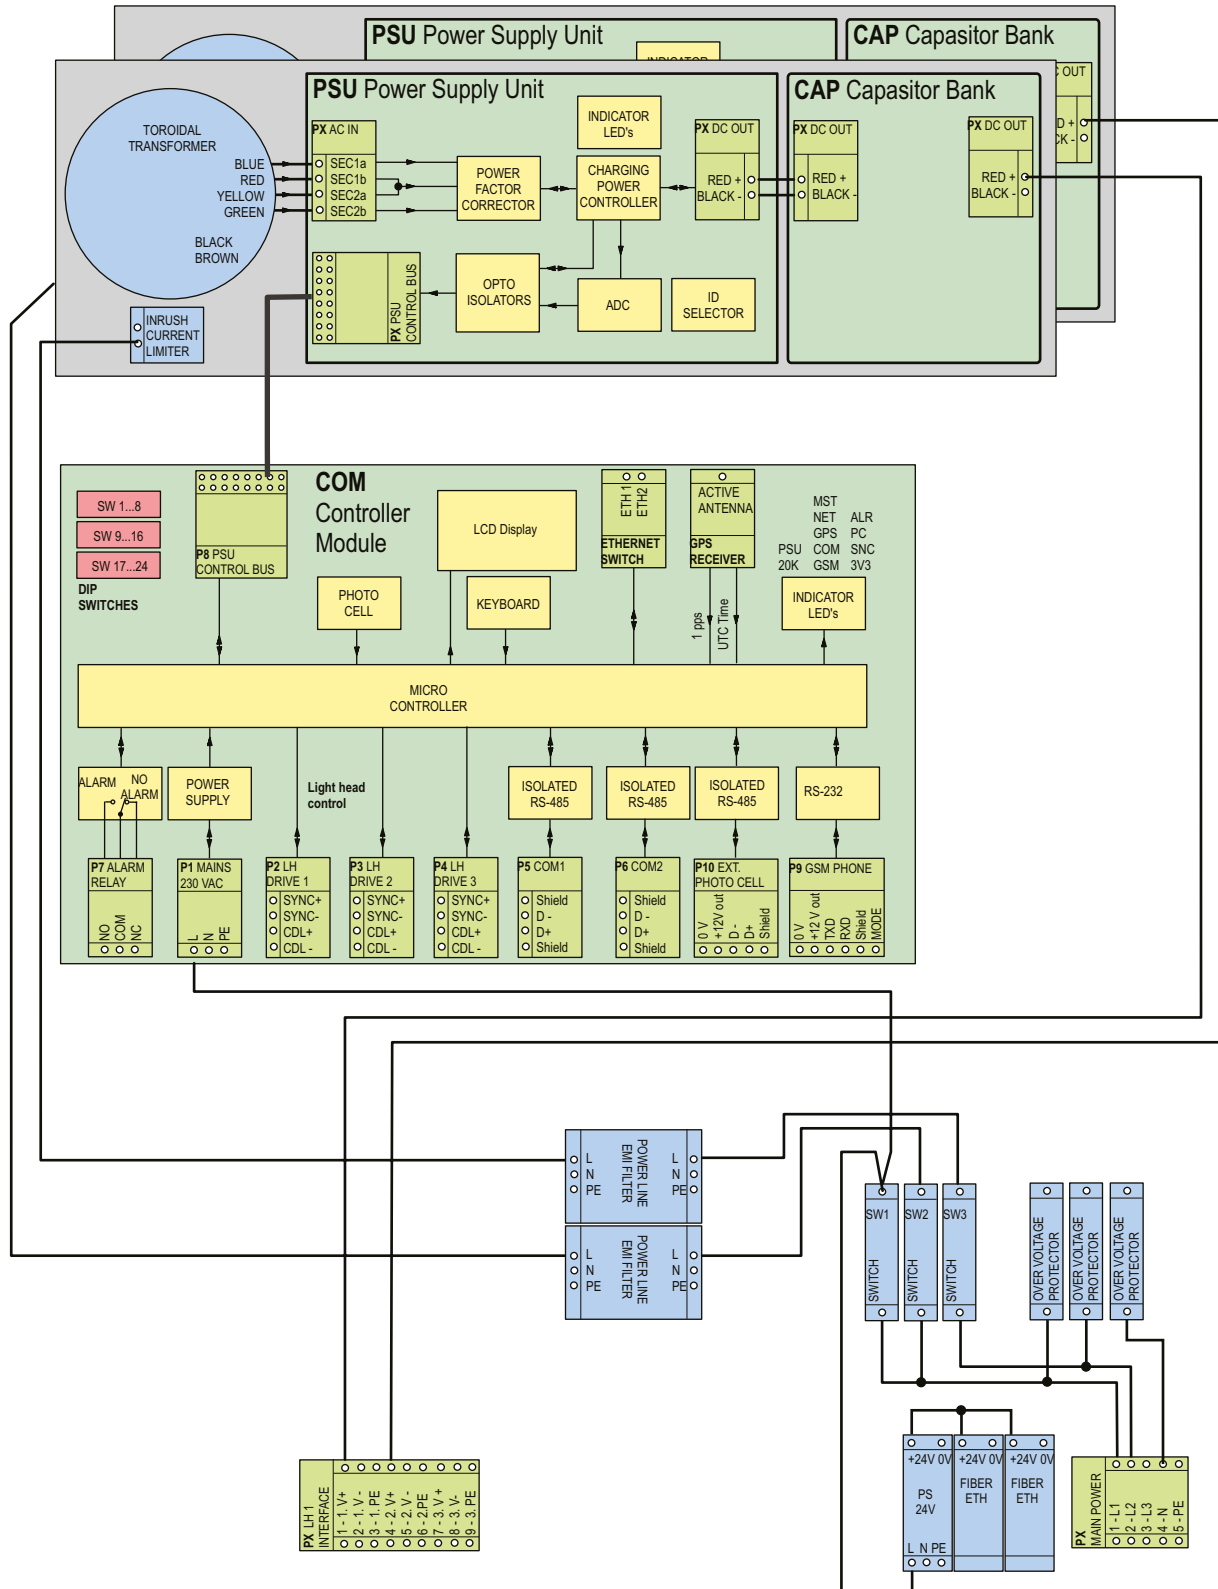 PSU Power Supply Unit
CAP Capasitor Bank
PSU Power Supply Unit
CAP Capasitor Bank
TOROIDAL
TRANSFORMER
BLUE
RED
YELLOW
GREEN
BLACK
BROWN
INRUSH
CURRENT
LIMITER
PX AC IN
SEC1a
SEC1b
SEC2a
SEC2b
POWER
FACTOR
CORRECTOR
INDICATOR
LED's
CHARGING
POWER
CONTROLLER
PX DC OUT
RED +
BLACK -
PX DC OUT
RED +
BLACK -
PX DC OUT
RED +
BLACK -
PX PSU
CONTROL BUS
OPTO
ISOLATORS
ADC
ID
SELECTOR
COM
Controller
Module
SW 1...8
SW 9...16
SW 17...24
DIP
SWITCHES
P8 PSU
CONTROL BUS
PHOTO
CELL
LCD Display
KEYBOARD
ETH 1
ETH2
ETHERNET
SWITCH
ACTIVE
ANTENNA
GPS
RECEIVER
1 pps
UTC Time
MST
NET ALR
GPS PC
PSU COM SNC
20K GSM 3V3
INDICATOR
LED's
MICRO
CONTROLLER
ALARM
NO
ALARM
POWER
SUPPLY
Light head
control
ISOLATED
RS-485
ISOLATED
RS-485
ISOLATED
RS-485
RS-232
P7 ALARM
RELAY
NO
COM
NC
P1 MAINS
230 VAC
L
N
PE
P2 LH
DRIVE 1
SYNC+
SYNC-
CDL+
CDL -
P3 LH
DRIVE 2
SYNC+
SYNC-
CDL+
CDL -
P4 LH
DRIVE 3
SYNC+
SYNC-
CDL+
CDL -
P5 COM1
Shield
D -
D+
Shield
P6 COM2
Shield
D -
D+
Shield
P10 EXT.
PHOTO CELL
0 V
+12V out
D -
D+
Shield
P9 GSM PHONE
0 V
+12 V out
TXD
RXD
Shield
MODE
L
N
PE
POWER LINE
EMI FILTER
L
N
PE
L
N
PE
POWER LINE
EMI FILTER
L
N
PE
SW1
SWITCH
SW2
SWITCH
SW3
SWITCH
OVER VOLTAGE
PROTECTOR
OVER VOLTAGE
PROTECTOR
OVER VOLTAGE
PROTECTOR
PX LH1
INTERFACE
1 - 1. V+
2 - 1. V -
3 - 1. PE
4 - 2. V+
5 - 2. V -
6 - 2.PE
7 - 3. V +
8 - 3. V-
9 - 3. PE
+24V 0V
PS
24V
L N PE
+24V 0V
FIBER
ETH
+24V 0V
FIBER
ETH
PX
MAIN POWER
1 - L1
2 - L2
3 - L3
4 - N
5 - PE